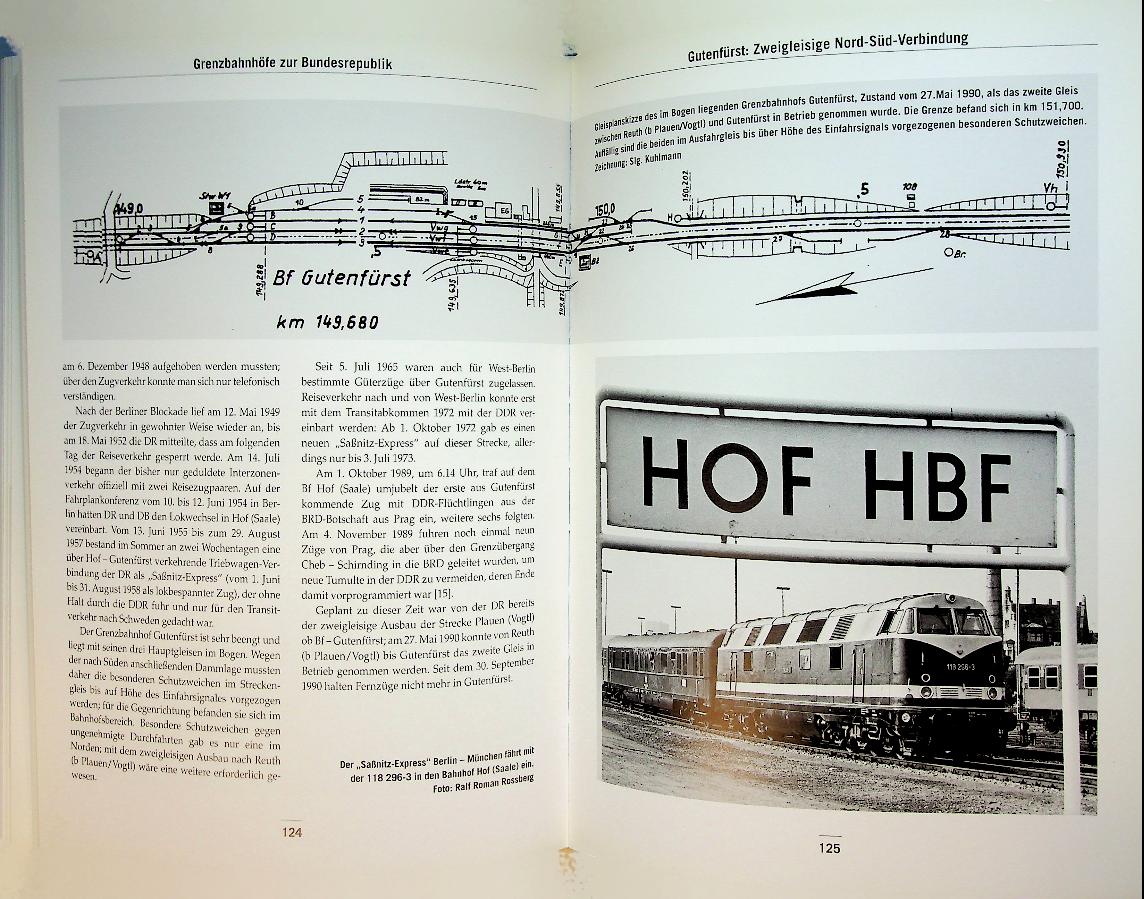 Grenzbahnhöfe zur Bundesrepublik
Bf Gutenfürst
km 149,680
149,0
149,288
149,635
am 6. Dezember 1948 aufgehoben werden mussten;
über den Zugverkehr konnte man sich nur telefonisch
verständigen.
Nach der Berliner Blockade lief am 12. Mai 1949
der Zugverkehr in gewohnter Weise wieder an, bis
am 18. Mai 1952 die DR mitteilte, dass am folgenden
Tag der Reiseverkehr gesperrt werde. Am 14. Juli
1954 begann der bisher nur geduldete Interzonen-
verkehr offiziell mit zwei Reisezugpaaren. Auf der
Fahrplankonferenz vom 10. bis 12. Juni 1954 in Ber-
lin hatten DR und DB den Lokwechsel in Hof (Saale)
vereinbart. Vom 13. Juni 1955 bis zum 29. August
1957 bestand im Sommer an zwei Wochentagen eine
über Hof – Gutenfürst verkehrende Triebwagen-Ver-
bindung der DR als „Saßnitz-Express" (vom 1. Juni
bis 31. August 1958 als lokbespannter Zug), der ohne
Halt durch die DDR fuhr und nur für den Transit-
verkehr nach Schweden gedacht war.
Der Grenzbahnhof Gutenfürst ist sehr beengt und
liegt mit seinen drei Hauptgleisen im Bogen. Wegen
der nach Süden anschließenden Dammlage mussten
daher die besonderen Schutzweichen im Strecken-
gleis bis auf Höhe des Einfahrsignales vorgezogen
werden; für die Gegenrichtung befanden sie sich im
Bahnhofsbereich. Besondere Schutzweichen gegen
ungenehmigte Durchfahrten gab es nur eine im
Norden; mit dem zweigleisigen Ausbau nach Reuth
(b Plauen/Vogtl) wäre eine weitere erforderlich ge-
wesen.
Seit 5. Juli 1965 waren auch für West-Berlin
bestimmte Güterzüge über Gutenfürst zugelassen.
Reiseverkehr nach und von West-Berlin konnte erst
mit dem Transitabkommen 1972 mit der DDR ver-
einbart werden: Ab 1. Oktober 1972 gab es einen
neuen „Saßnitz-Express" auf dieser Strecke, aller-
dings nur bis 3. Juli 1973.
Am 1. Oktober 1989, um 6.14 Uhr, traf auf dem
Bf Hof (Saale) umjubelt der erste aus Gutenfürst
kommende Zug mit DDR-Flüchtlingen aus der
BRD-Botschaft aus Prag ein, weitere sechs folgten.
Am 4. November 1989 fuhren noch einmal neun
Züge von Prag, die aber über den Grenzübergang
Cheb – Schirnding in die BRD geleitet wurden, um
neue Tumulte in der DDR zu vermeiden, deren Ende
damit vorprogrammiert war [15].
Geplant zu dieser Zeit war von der DR bereits
der zweigleisige Ausbau der Strecke Plauen (Vogtl)
ob Bf – Gutenfürst; am 27. Mai 1990 konnte von Reuth
(b Plauen/Vogtl) bis Gutenfürst das zweite Gleis in
Betrieb genommen werden. Seit dem 30. September
1990 halten Fernzüge nicht mehr in Gutenfürst.
Der „Saßnitz-Express" Berlin – München fährt mit
der 118 296-3 in den Bahnhof Hof (Saale) ein.
Foto: Ralf Roman Rossberg
124
Gutenfürst: Zweigleisige Nord-Süd-Verbindung
Gleisplanskizze des im Bogen liegenden Grenzbahnhofs Gutenfürst, Zustand vom 27.Mai 1990, als das zweite Gleis
zwischen Reuth (b Plauen/Vogtl) und Gutenfürst in Betrieb genommen wurde. Die Grenze befand sich in km 151,700.
Auffällig sind die beiden im Ausfahrgleis bis über Höhe des Einfahrsignals vorgezogenen besonderen Schutzweichen.
Zeichnung: Slg. Kuhlmann
150,0
150,202
150,930
,5
108
Vh
28
Br.
HOF HBF
118 296-3
125